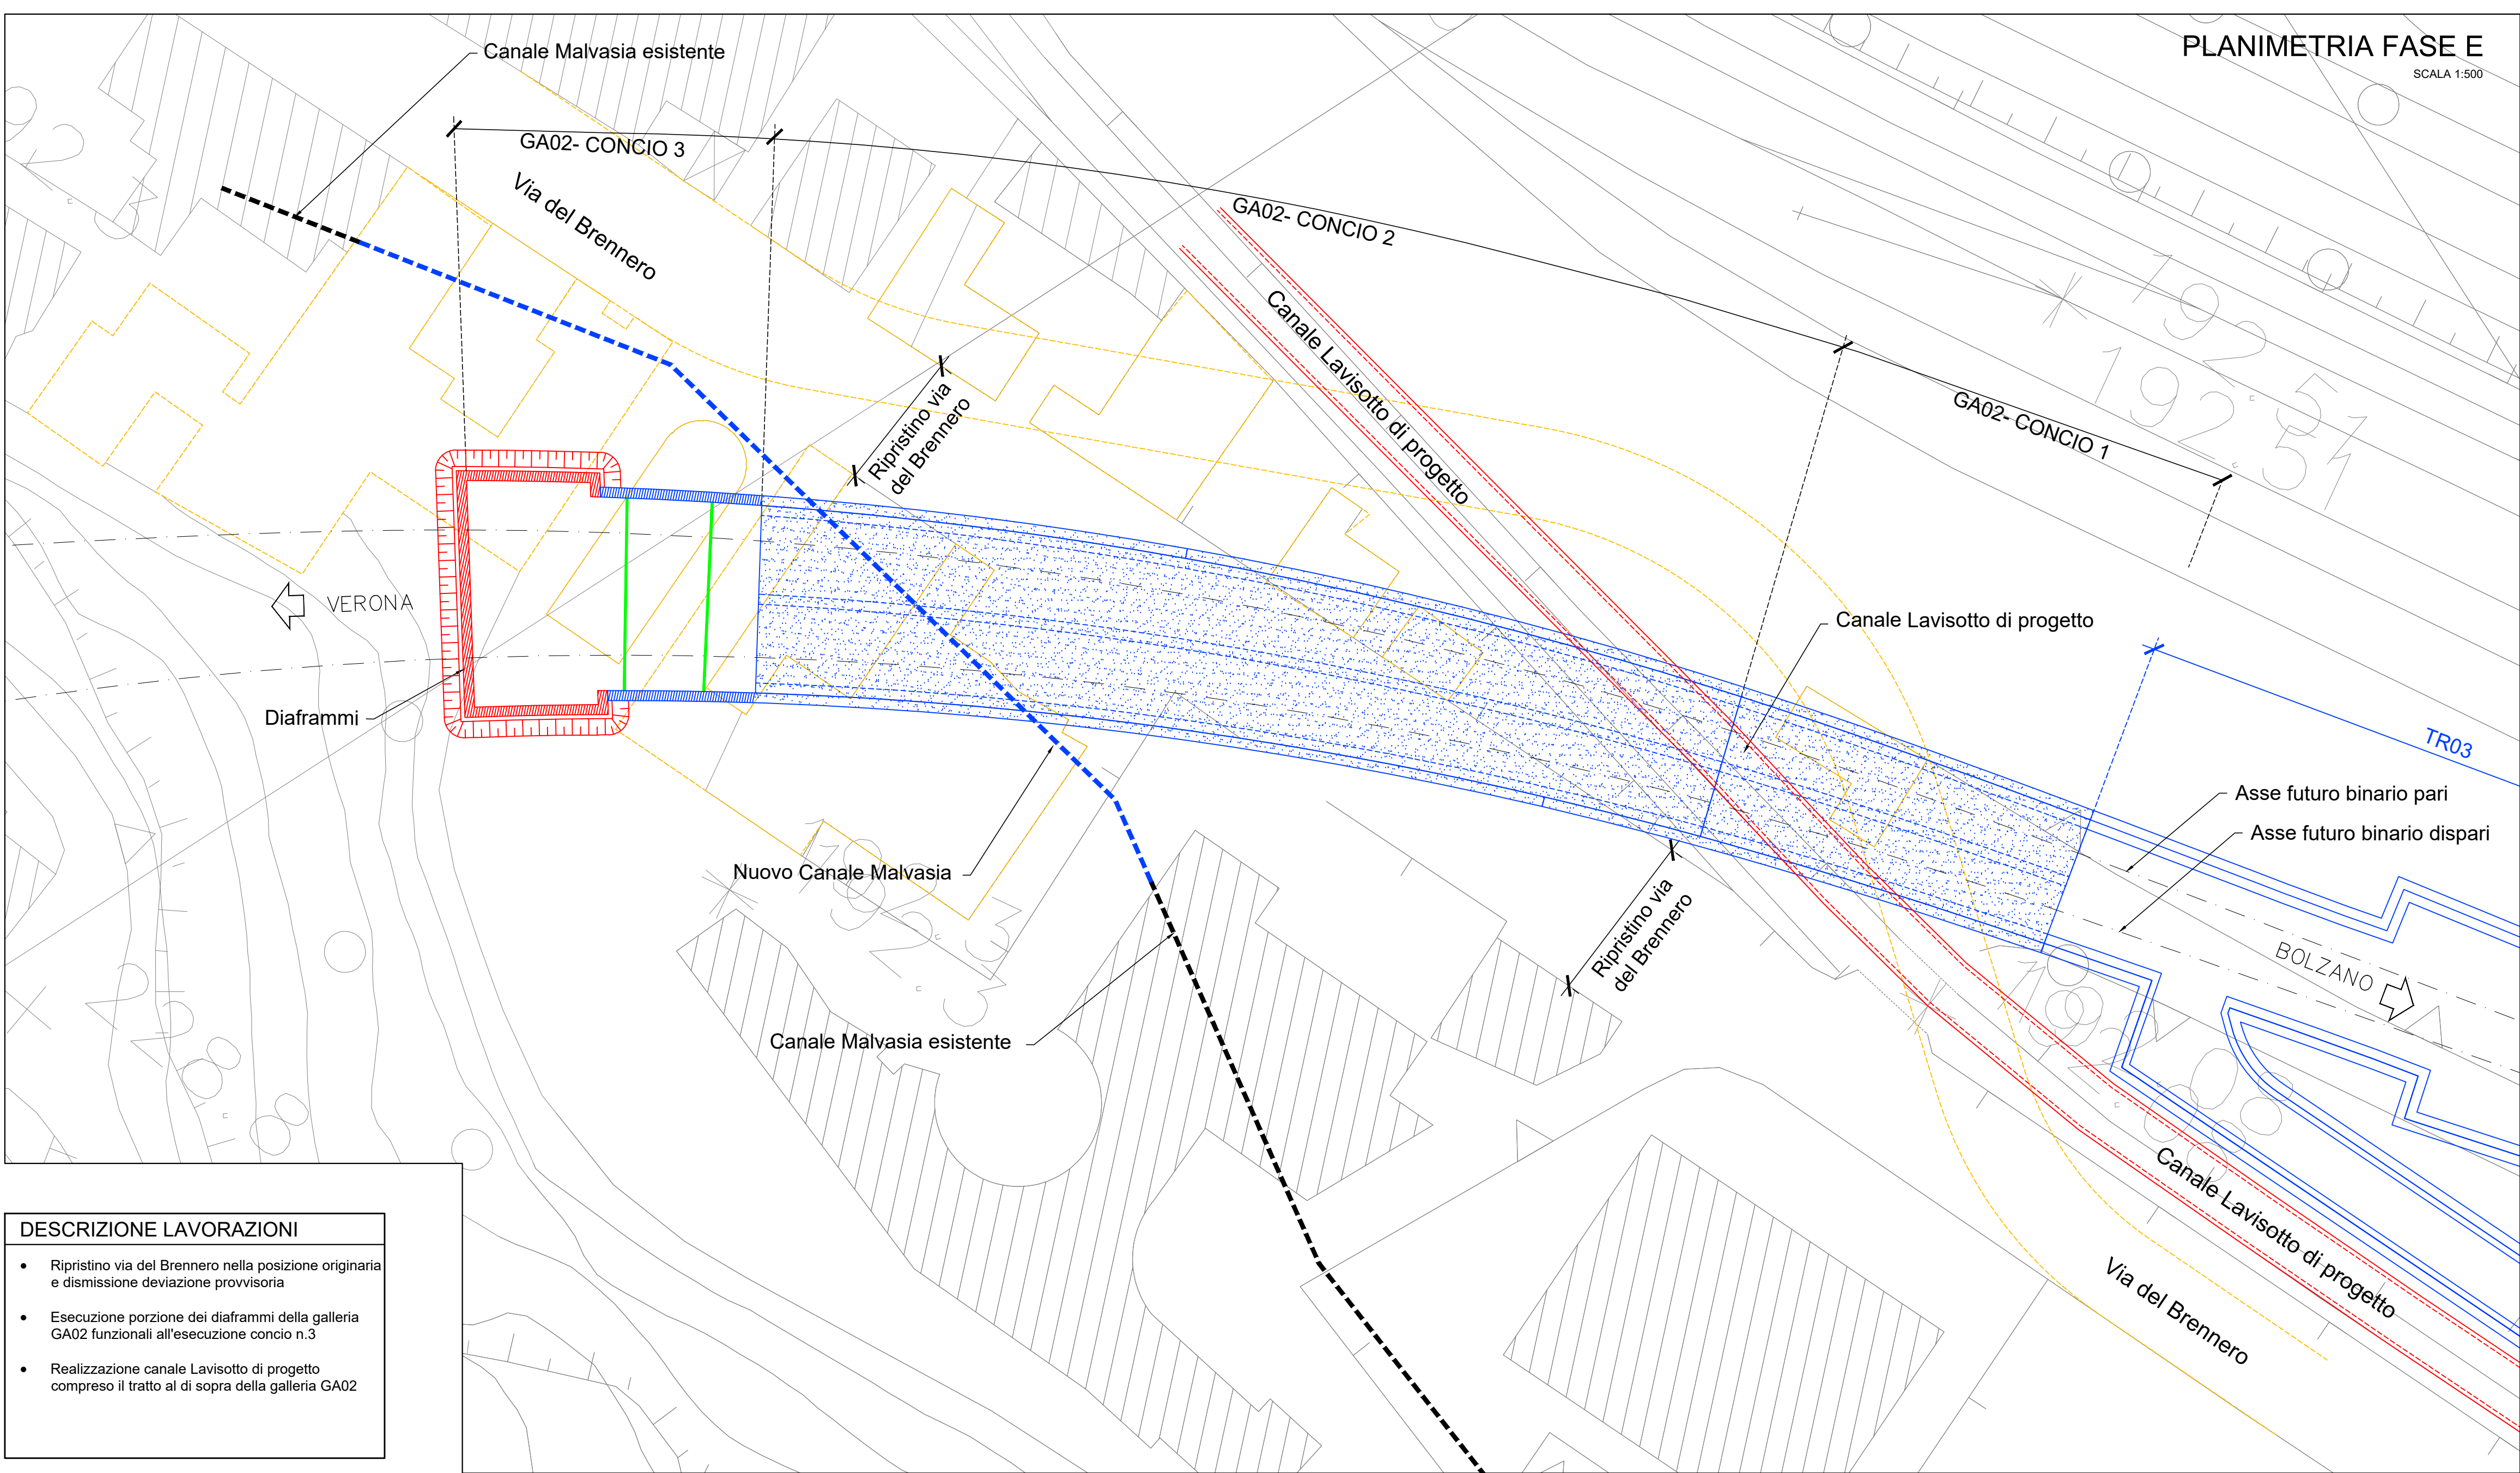 PLANIMETRIA FASE E
SCALA 1:500
Canale Malvasia esistente
GA02- CONCIO 3
Via del Brennero
GA02- CONCIO 2
Canale Lavisotto di progetto
GA02- CONCIO 1
Ripristino via
del Brennero
VERONA
Diaframmi
Canale Lavisotto di progetto
TR03
Asse futuro binario pari
Asse futuro binario dispari
Nuovo Canale Malvasia
Ripristino via
del Brennero
BOLZANO
Canale Malvasia esistente
Canale Lavisotto di progetto
Via del Brennero
DESCRIZIONE LAVORAZIONI
● Ripristino via del Brennero nella posizione originaria
e dismissione deviazione provvisoria
● Esecuzione porzione dei diaframmi della galleria
GA02 funzionali all'esecuzione concio n.3
● Realizzazione canale Lavisotto di progetto
compreso il tratto al di sopra della galleria GA02